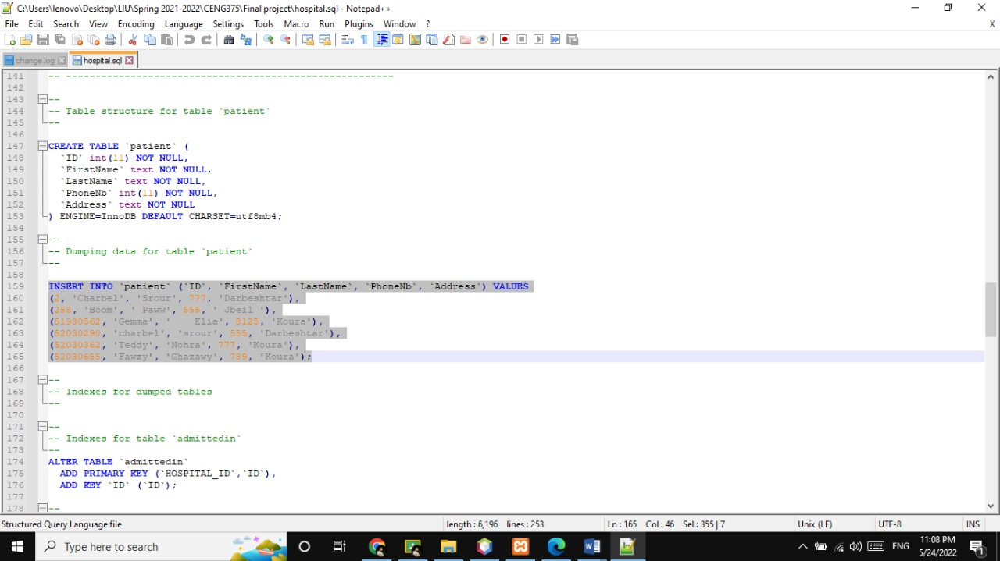 C:\Users\lenovo\Desktop\LIU\Spring 2021-2022\CENG375\Final project\hospital.sql - Notepad++
File Edit Search View Encoding Language Settings Tools Macro Run Plugins Window ? X
change.log hospital.sql
141 -- --------------------------------------------------------
142
143 --
144 -- Table structure for table `patient`
145 --
146
147 CREATE TABLE `patient` (
148 `ID` int(11) NOT NULL,
149 `FirstName` text NOT NULL,
150 `LastName` text NOT NULL,
151 `PhoneNb` int(11) NOT NULL,
152 `Address` text NOT NULL
153 ) ENGINE=InnoDB DEFAULT CHARSET=utf8mb4;
154
155 --
156 -- Dumping data for table `patient`
157 --
158
159 INSERT INTO `patient` (`ID`, `FirstName`, `LastName`, `PhoneNb`, `Address`) VALUES
160 (2, 'Charbel', 'Srour', 777, 'Darbeshtar'),
161 (258, 'Boom', ' Paww', 555, ' Jbeil '),
162 (51930562, 'Gemma', '    Elia', 8125, 'Koura'),
163 (52030290, 'charbel', 'srour', 555, 'Darbeshtar'),
164 (52030362, 'Teddy', 'Nohra', 777, 'Koura'),
165 (52030655, 'Fawzy', 'Ghazawy', 789, 'Koura');
166
167 --
168 -- Indexes for dumped tables
169 --
170
171 --
172 -- Indexes for table `admittedin`
173 --
174 ALTER TABLE `admittedin`
175 ADD PRIMARY KEY (`HOSPITAL_ID`,`ID`),
176 ADD KEY `ID` (`ID`);
177
178 --
Structured Query Language file length : 6,196 lines : 253 Ln : 165 Col : 46 Sel : 355 | 7 Unix (LF) UTF-8 INS
Type here to search ENG 11:08 PM
5/24/2022 1